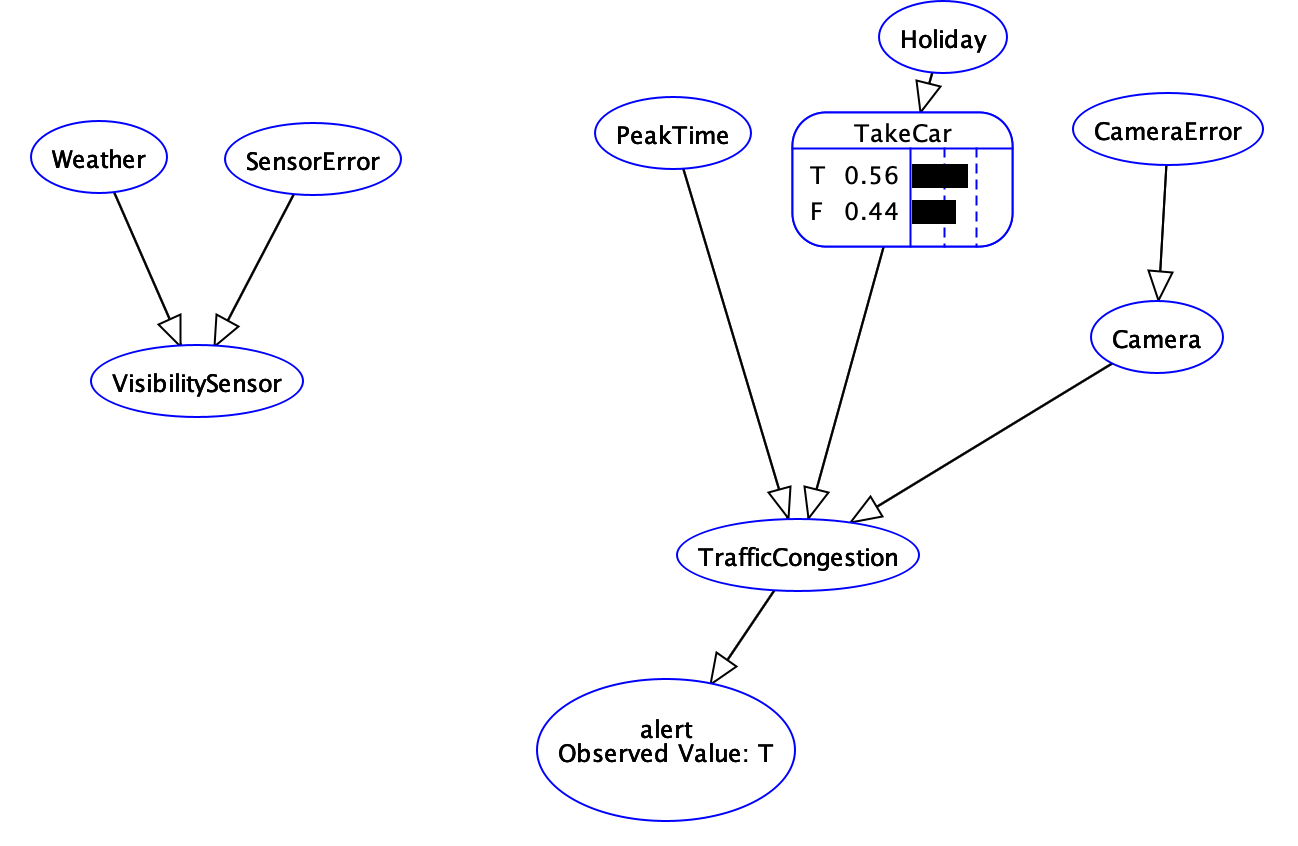 Holiday
PeakTime
TakeCar
CameraError
Weather
SensorError
T 0.56
F 0.44
Camera
VisibilitySensor
TrafficCongestion
alert
Observed Value: T